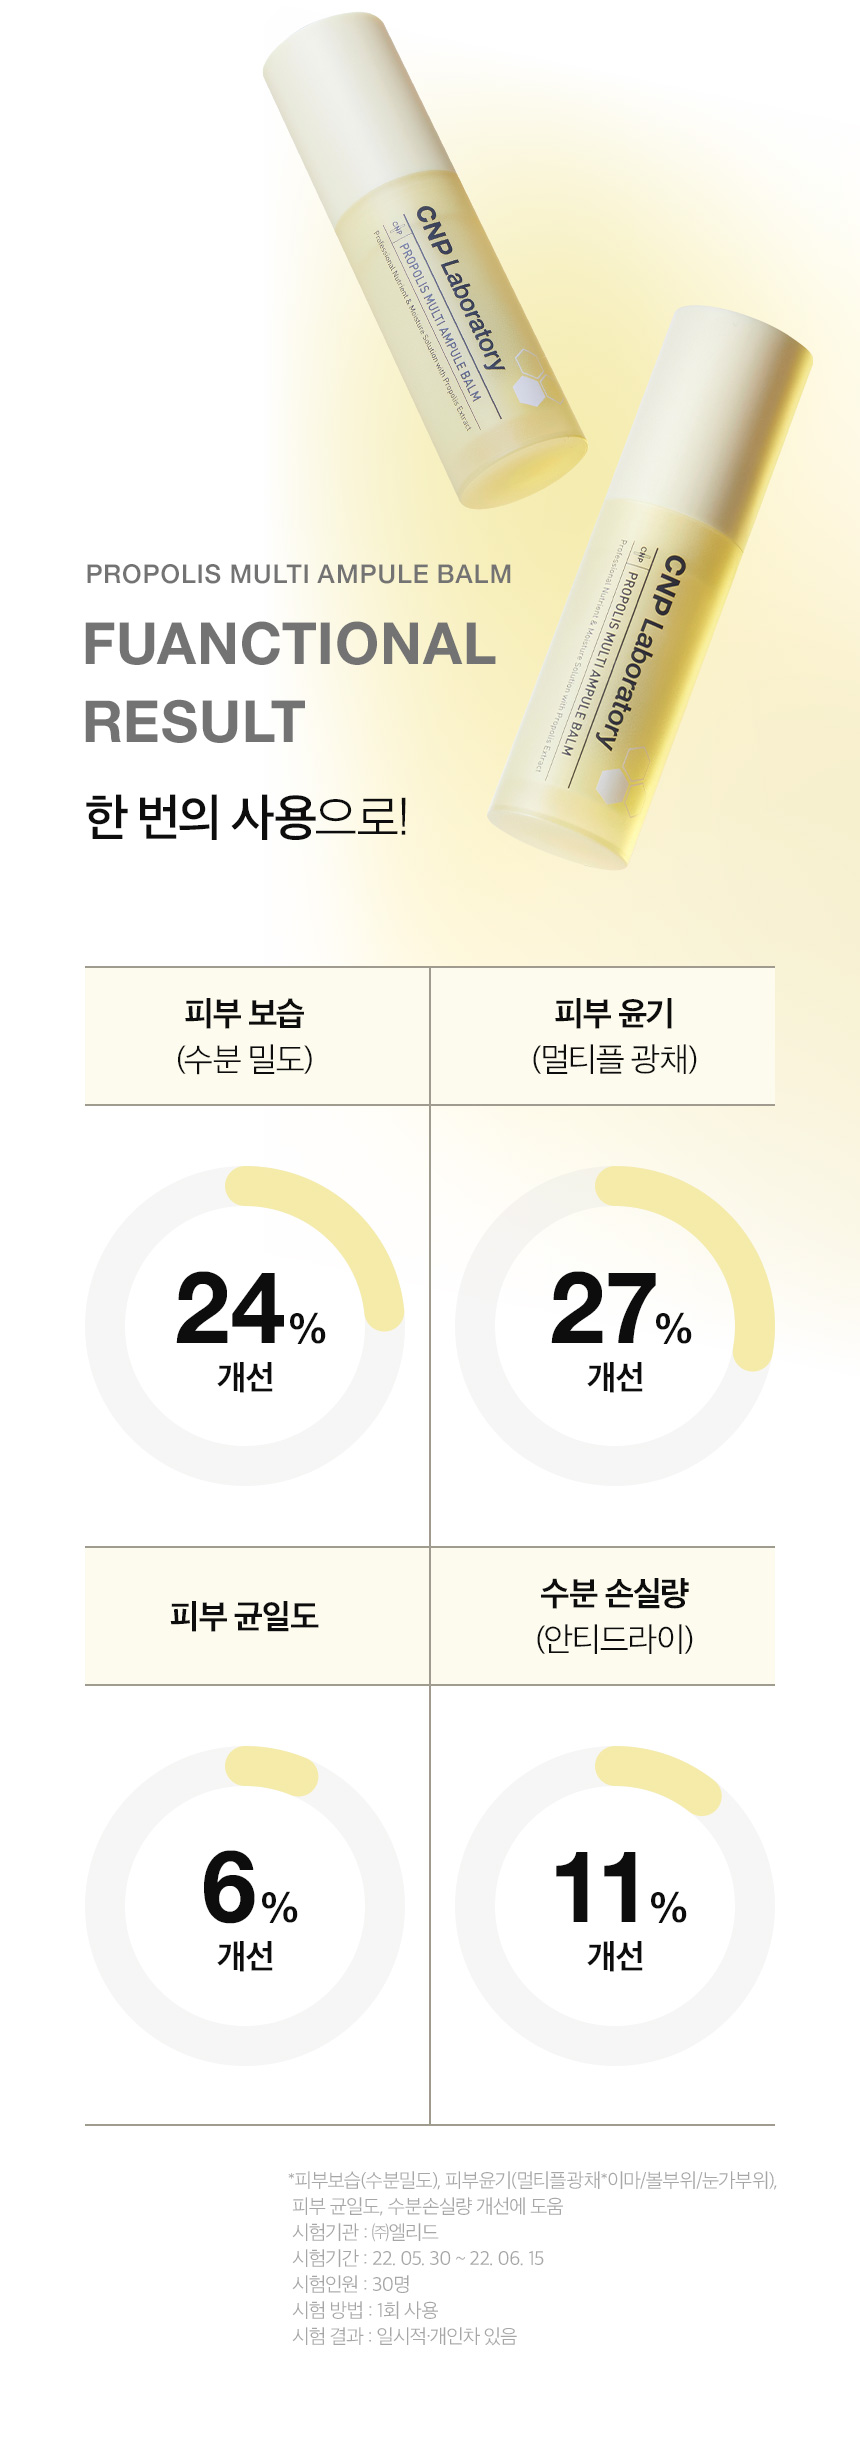 CNP Laboratory
CNP
PROPOLIS MULTI AMPULE BALM
Professional Nutrient & Moisture Solution with Propolis Extract
CNP Laboratory
CNP
PROPOLIS MULTI AMPULE BALM
Professional Nutrient & Moisture Solution with Propolis Extract
PROPOLIS MULTI AMPULE BALM
FUANCTIONAL
RESULT
한 번의 사용으로!
피부 보습
(수분 밀도)
피부 윤기
(멀티플 광채)
24%
개선
27%
개선
피부 균일도
수분 손실량
(안티드라이)
6%
개선
11%
개선
*피부보습(수분밀도), 피부윤기(멀티플광채*이마/볼부위/눈가부위),
피부 균일도, 수분손실량 개선에 도움
시험기관 : ㈜엘리드
시험기간 : 22. 05. 30 ~ 22. 06. 15
시험인원 : 30명
시험 방법 : 1회 사용
시험 결과 : 일시적·개인차 있음